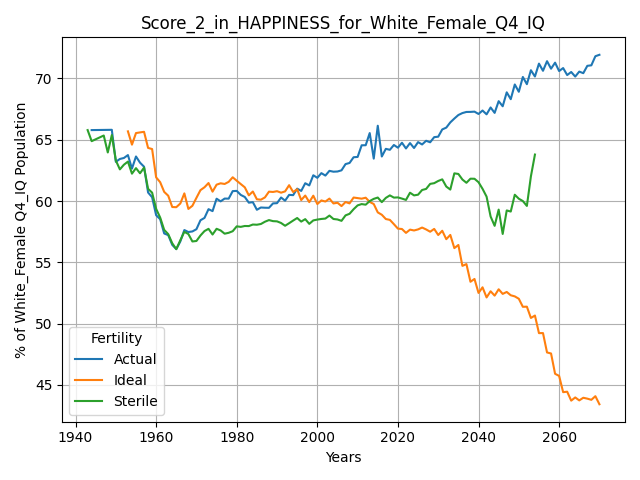 Score_2_in_HAPPINESS_for_White_Female_Q4_IQ
% of White_Female Q4_IQ Population
70
65
60
55
50
45
Fertility
Actual
Ideal
Sterile
1940 1960 1980 2000 2020 2040 2060
Years